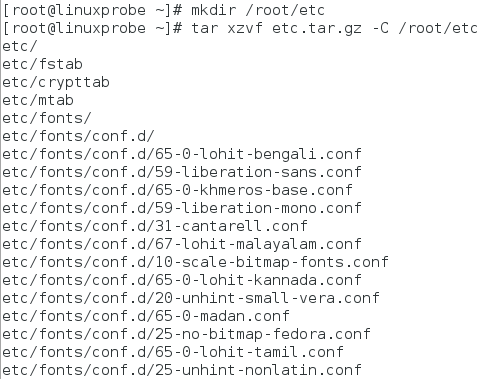 [root@linuxprobe ~]# mkdir /root/etc
[root@linuxprobe ~]# tar xzvf etc.tar.gz -C /root/etc
etc/
etc/fstab
etc/crypttab
etc/mtab
etc/fonts/
etc/fonts/conf.d/
etc/fonts/conf.d/65-0-lohit-bengali.conf
etc/fonts/conf.d/59-liberation-sans.conf
etc/fonts/conf.d/65-0-khmeros-base.conf
etc/fonts/conf.d/59-liberation-mono.conf
etc/fonts/conf.d/31-cantarell.conf
etc/fonts/conf.d/67-lohit-malayalam.conf
etc/fonts/conf.d/10-scale-bitmap-fonts.conf
etc/fonts/conf.d/65-0-lohit-kannada.conf
etc/fonts/conf.d/20-unhint-small-vera.conf
etc/fonts/conf.d/65-0-madan.conf
etc/fonts/conf.d/25-no-bitmap-fedora.conf
etc/fonts/conf.d/65-0-lohit-tamil.conf
etc/fonts/conf.d/25-unhint-nonlatin.conf